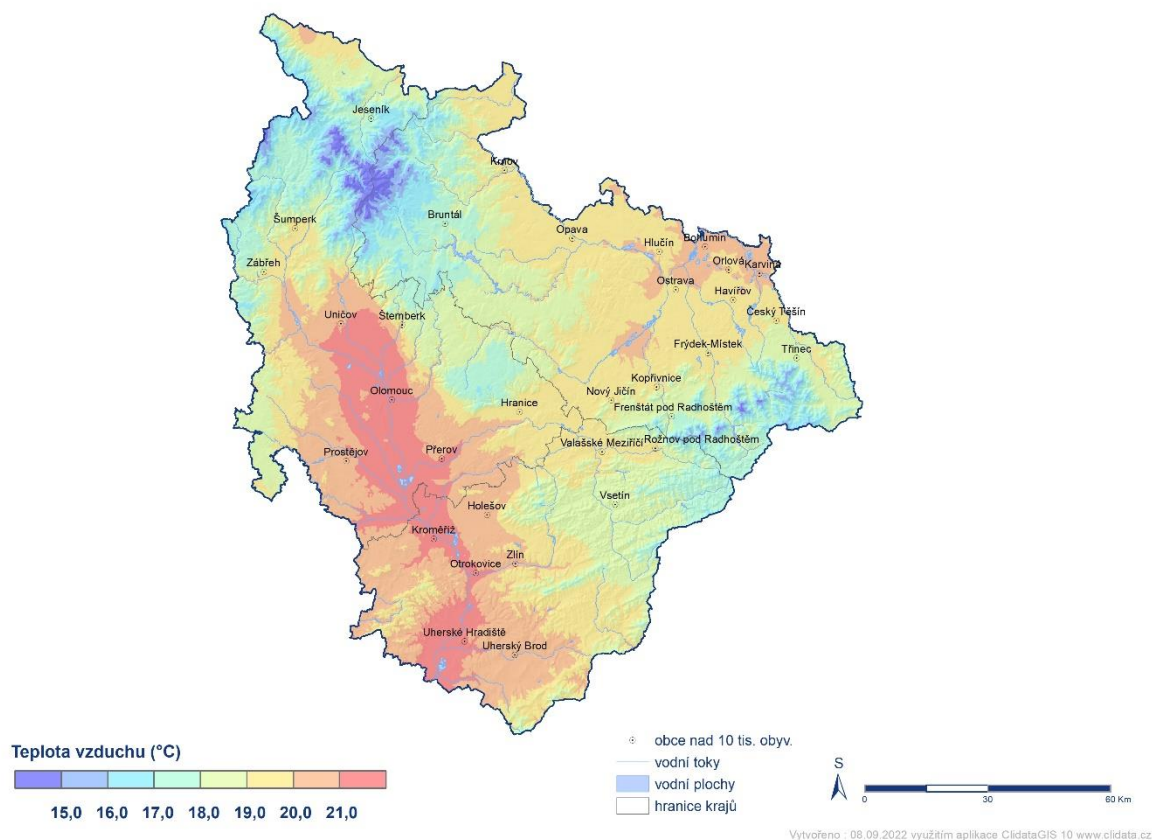 Jeseník
Krnov
Šumperk
Bruntál
Opava
Bohumín
Hlučín
Zábřeh
Orlová
Karviná
Ostrava
Havířov
Uničov
Šternberk
Český Těšín
Frýdek-Místek
Třinec
Kopřivnice
Olomouc
Nový Jičín
Hranice
Frenštát pod Radhoštěm
Valašské Meziříčí
Rožnov pod Radhoštěm
Prostějov
Přerov
Vsetín
Holešov
Kroměříž
Zlín
Otrokovice
Uherské Hradiště
Uherský Brod
Teplota vzduchu (°C)
15,0 16,0 17,0 18,0 19,0 20,0 21,0
obce nad 10 tis. obyv.
vodní toky
vodní plochy
hranice krajů
S
0 30 60 Km
Vytvořeno : 08.09.2022 využitím aplikace ClidataGIS 10 www.clidata.cz